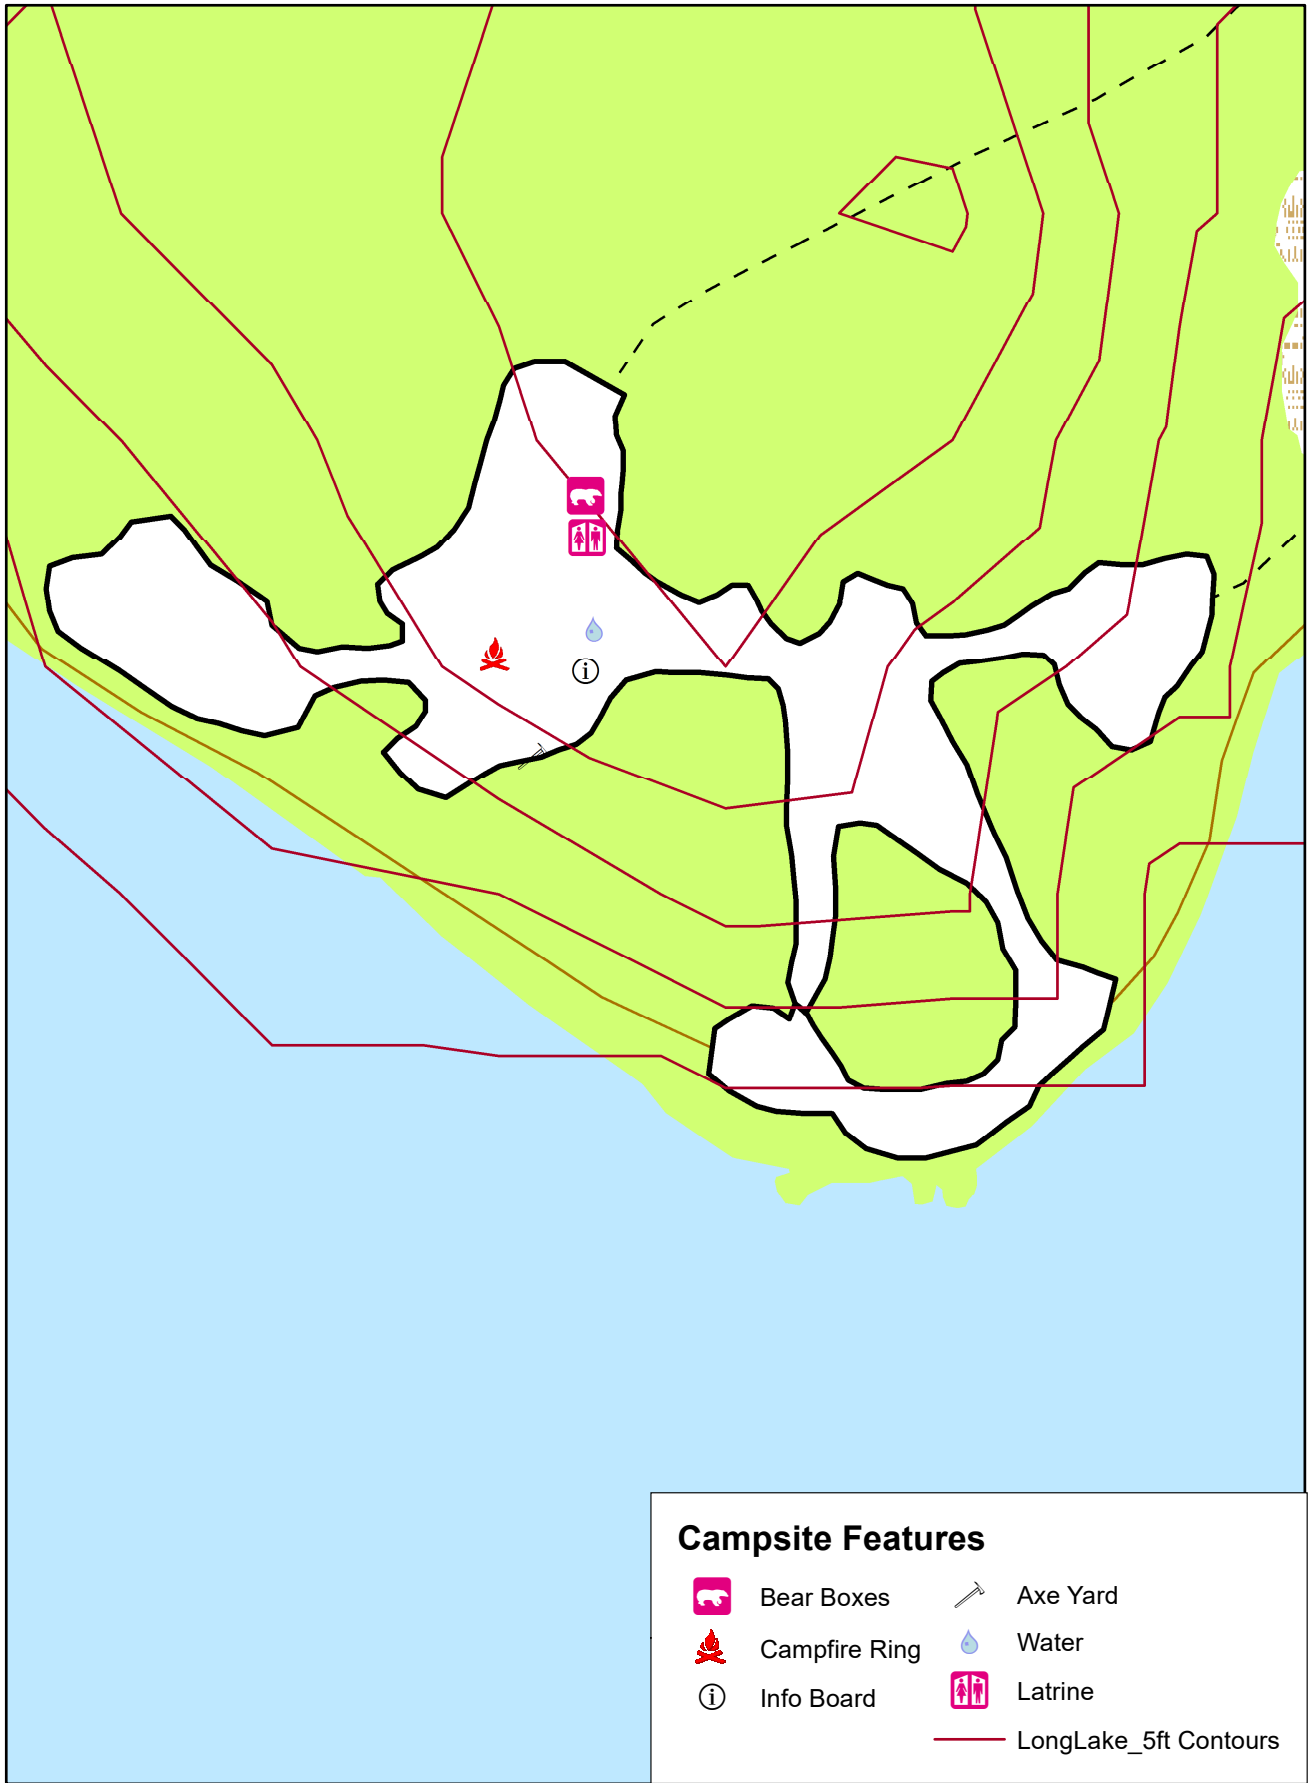 Campsite Features
Bear Boxes
Campfire Ring
Info Board
Axe Yard
Water
Latrine
LongLake_5ft Contours